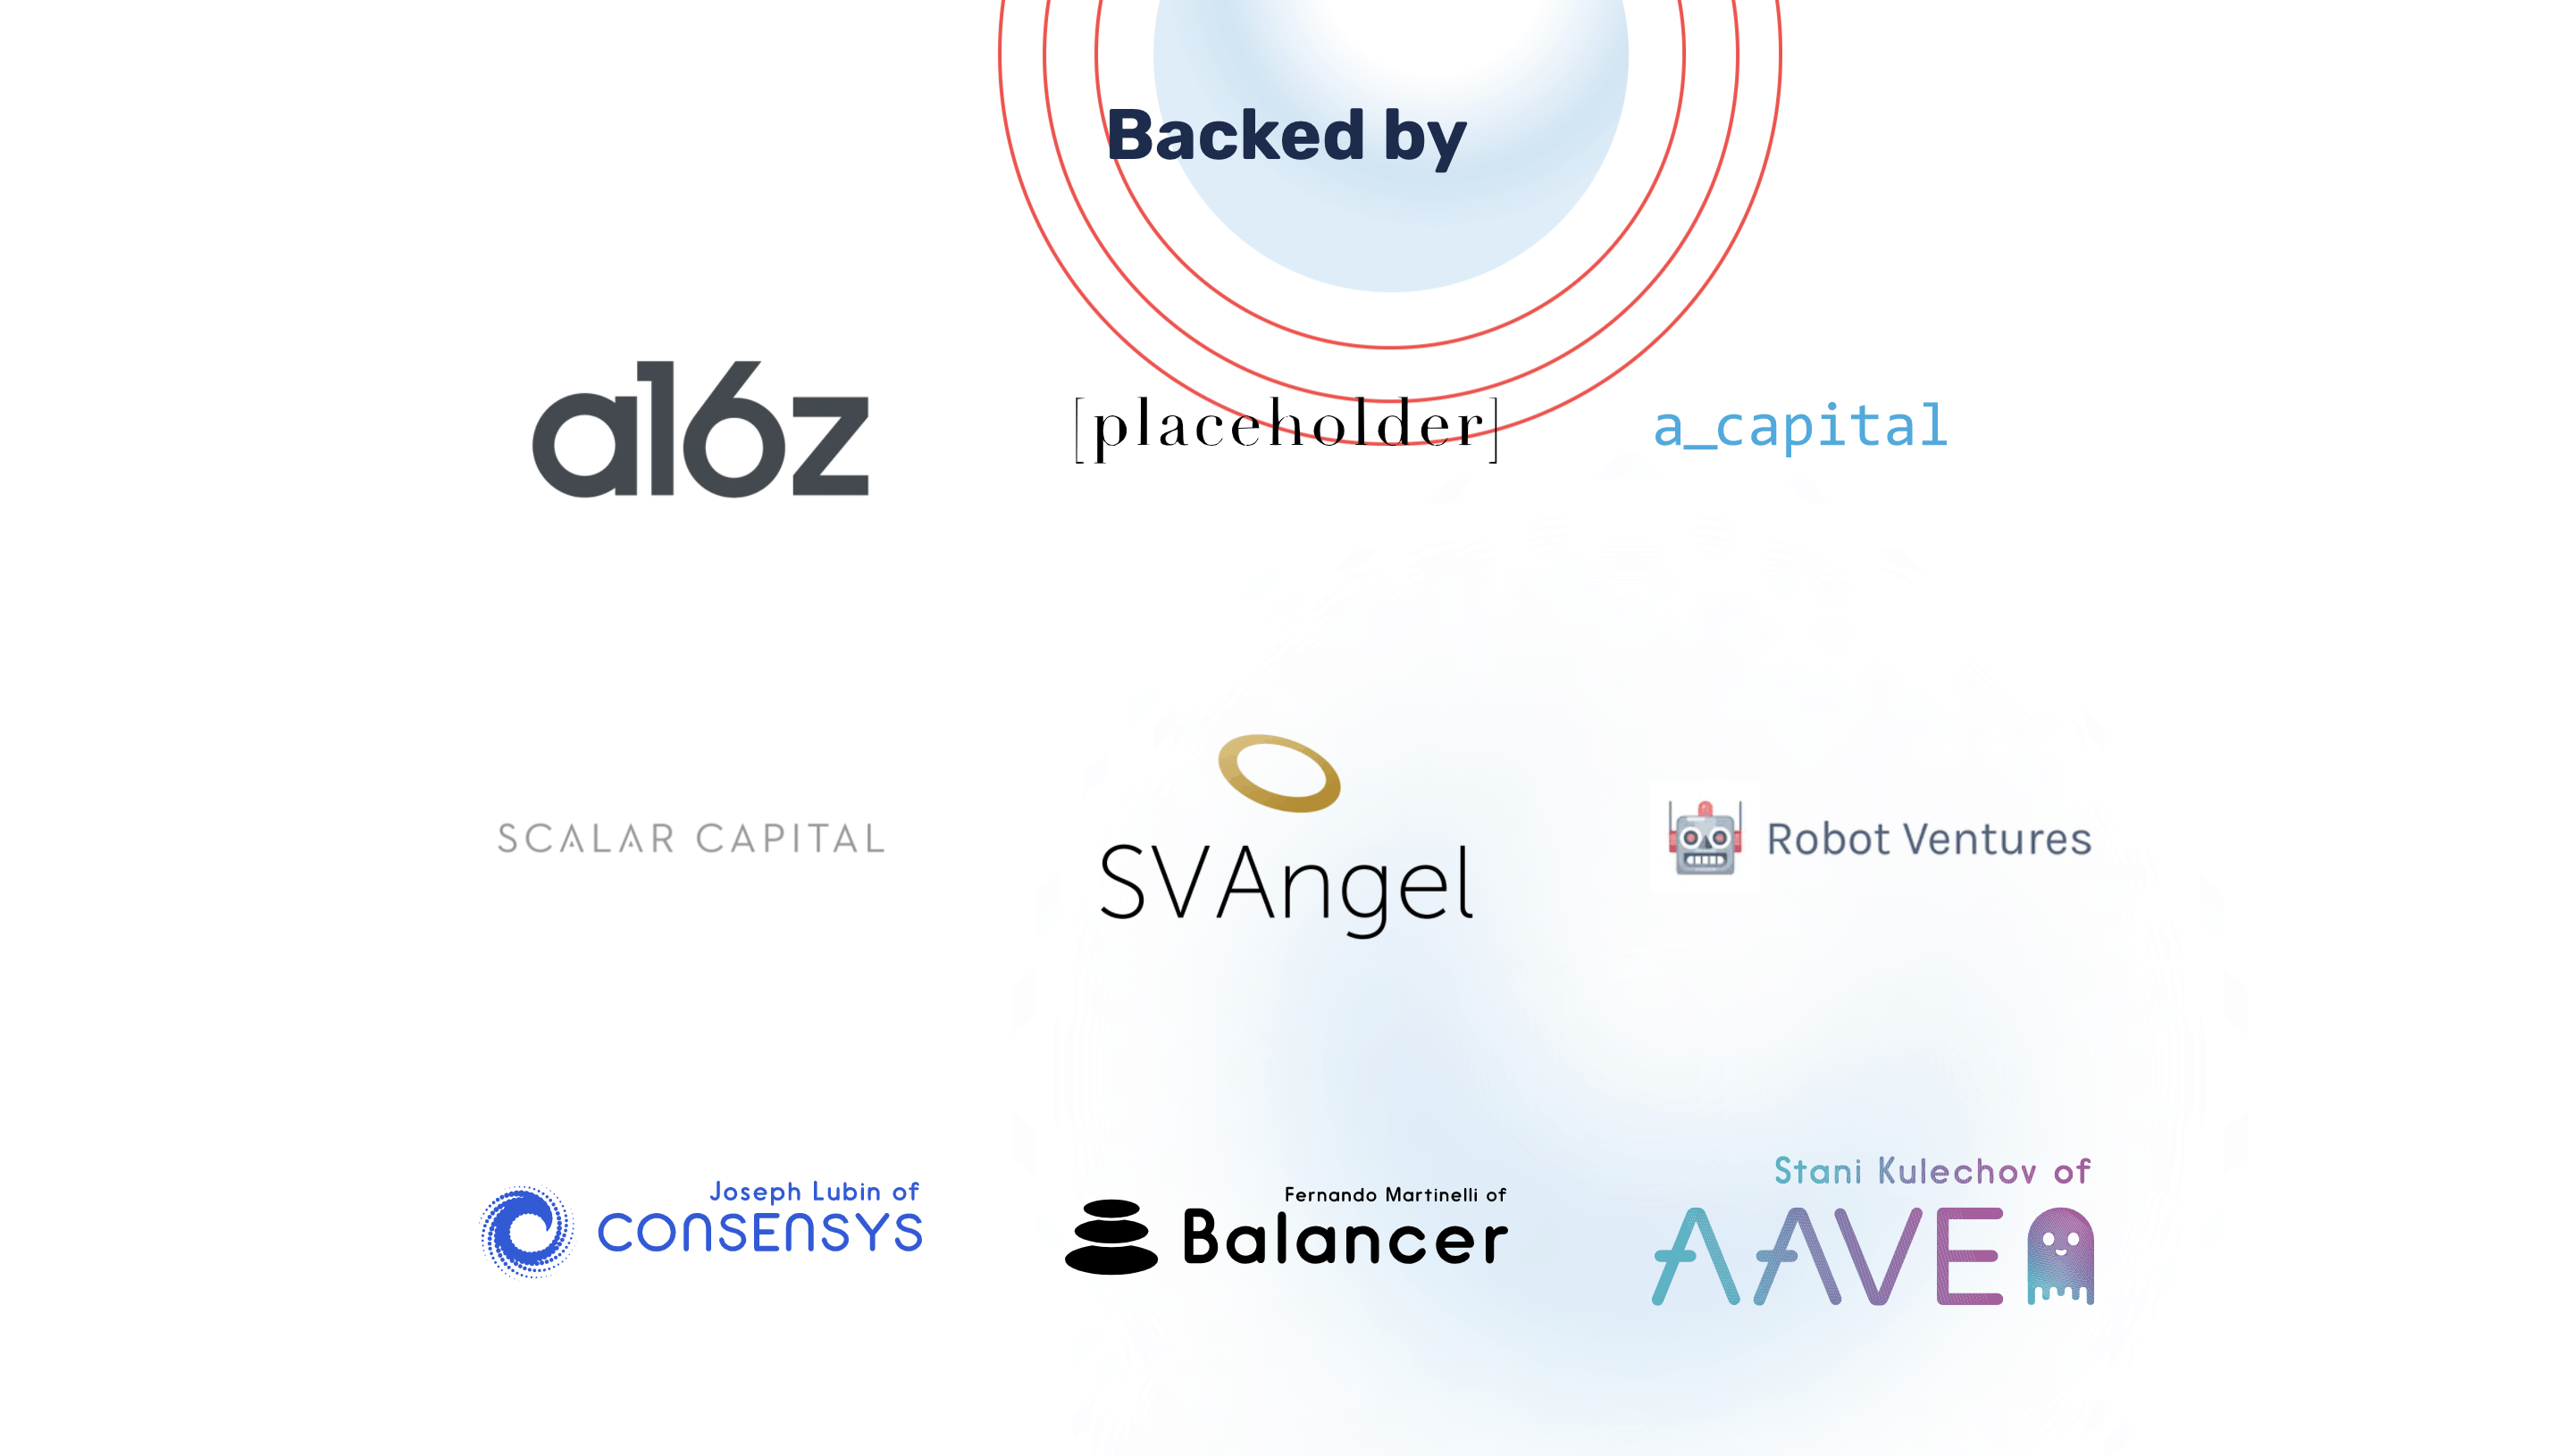 Backed by
a16z
[placeholder]
a_capital
SCALAR CAPITAL
SVAngel
Robot Ventures
Joseph Lubin of
CONSENSYS
Fernando Martinelli of
Balancer
Stani Kulechov of
AAVE